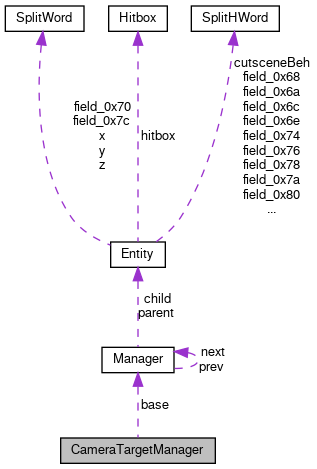 SplitWord
Hitbox
SplitHWord
cutsceneBeh
field_0x68
field_0x6a
field_0x6c
field_0x6e
field_0x74
field_0x76
field_0x78
field_0x7a
field_0x80
...
field_0x70
field_0x7c
x
y
z
hitbox
Entity
child
parent
Manager
next
prev
base
CameraTargetManager